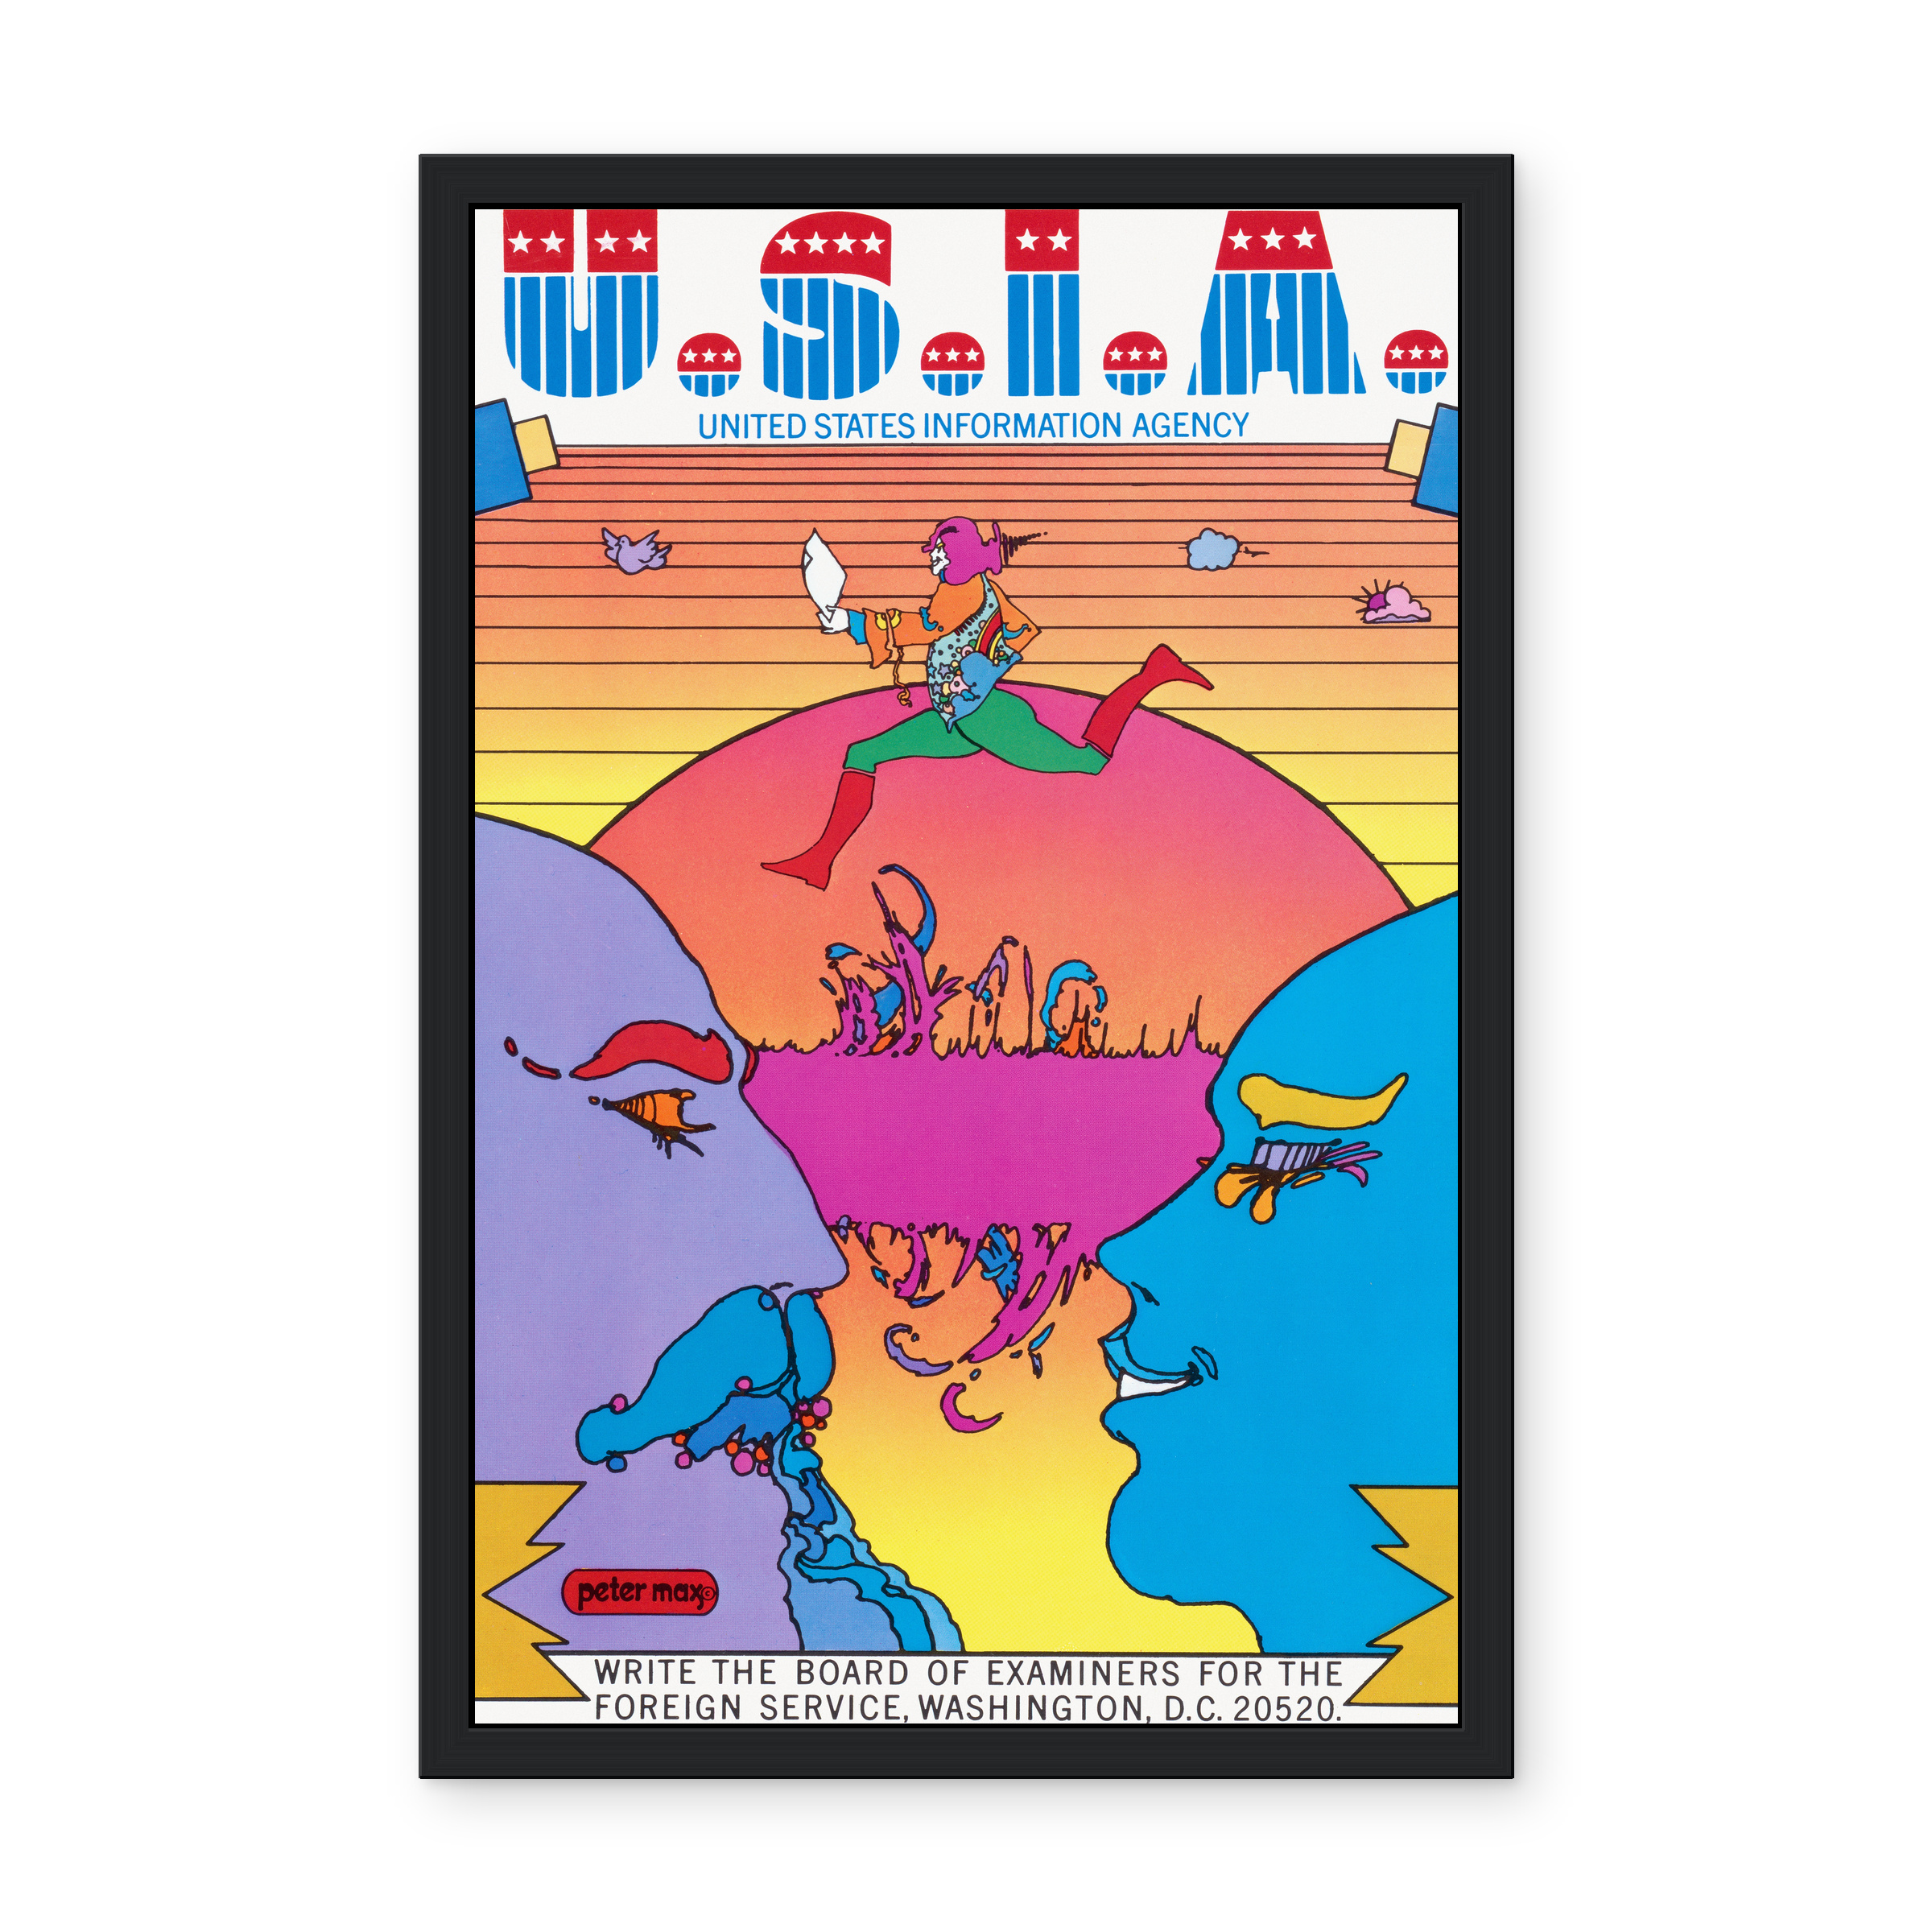 U.S.I.A.
UNITED STATES INFORMATION AGENCY
peter max©
WRITE THE BOARD OF EXAMINERS FOR THE
FOREIGN SERVICE, WASHINGTON, D.C. 20520.